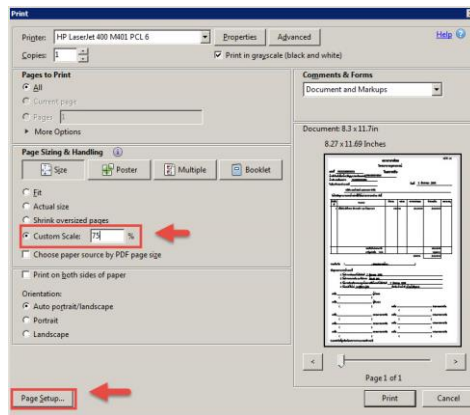 Print
Printer: HP LaserJet 400 M401 PCL 6 Properties Advanced Help
Copies: 1 Print in grayscale (black and white)
Pages to Print
All
Current page
Pages 1
More Options
Comments & Forms
Document and Markups
Page Sizing & Handling
Size Poster Multiple Booklet
Fit
Actual size
Shrink oversized pages
Custom Scale: 75 %
Choose paper source by PDF page size
Print on both sides of paper
Orientation:
Auto portrait/landscape
Portrait
Landscape
Document: 8.3 x 11.7in
8.27 x 11.69 Inches
< >
Page 1 of 1
Page Setup... Print Cancel